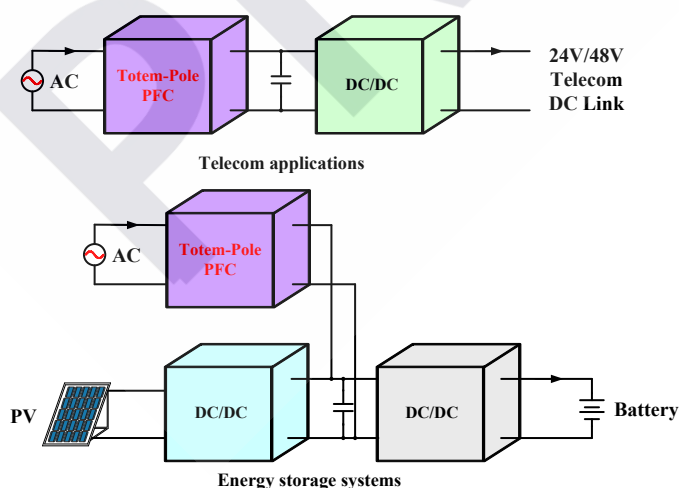 AC
Totem-Pole
PFC
DC/DC
24V/48V
Telecom
DC Link
Telecom applications
AC
Totem-Pole
PFC
PV
DC/DC
DC/DC
Battery
Energy storage systems